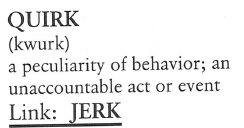 QUIRK
(kwurk)
a peculiarity of behavior; an
unaccountable act or event
Link: JERK